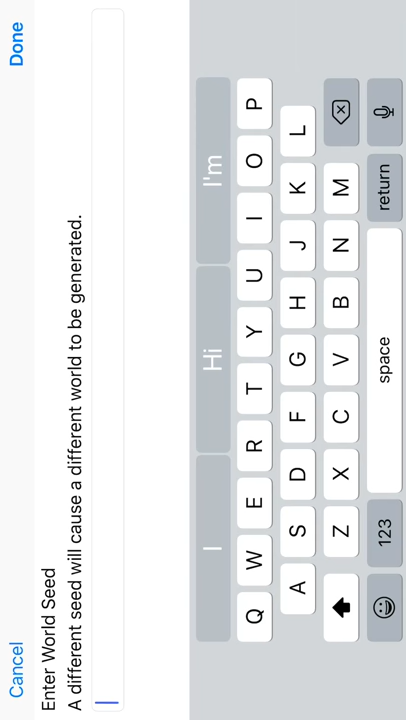 Cancel Done
Enter World Seed
A different seed will cause a different world to be generated.
I Hi I'm
Q W E R T Y U I O P
A S D F G H J K L
Z X C V B N M
123 space return